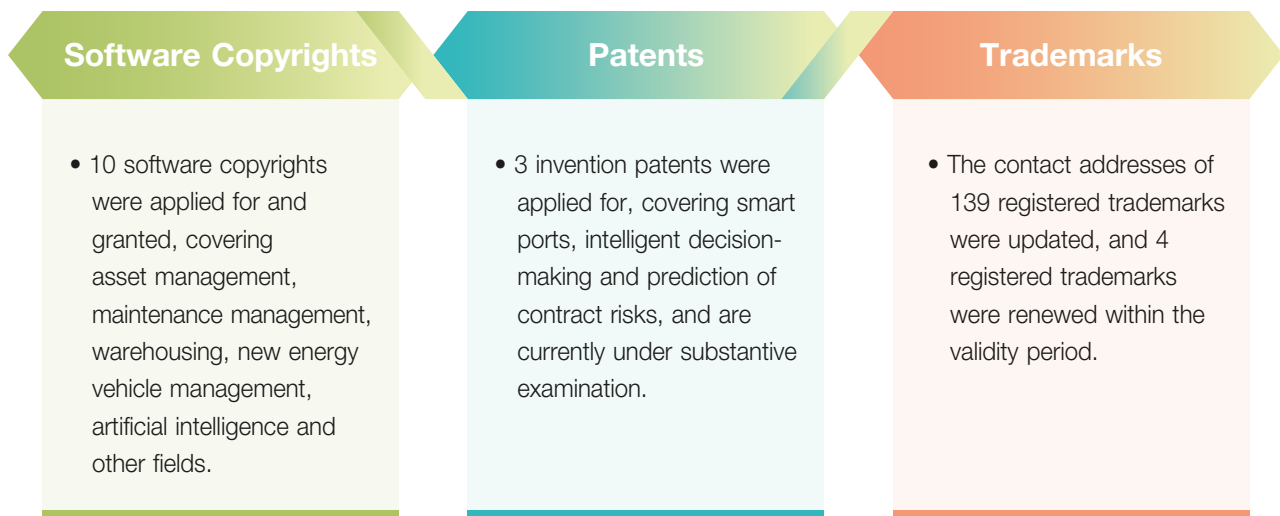 Software Copyrights
• 10 software copyrights
were applied for and
granted, covering
asset management,
maintenance management,
warehousing, new energy
vehicle management,
artificial intelligence and
other fields.
Patents
• 3 invention patents were
applied for, covering smart
ports, intelligent decision-
making and prediction of
contract risks, and are
currently under substantive
examination.
Trademarks
• The contact addresses of
139 registered trademarks
were updated, and 4
registered trademarks
were renewed within the
validity period.